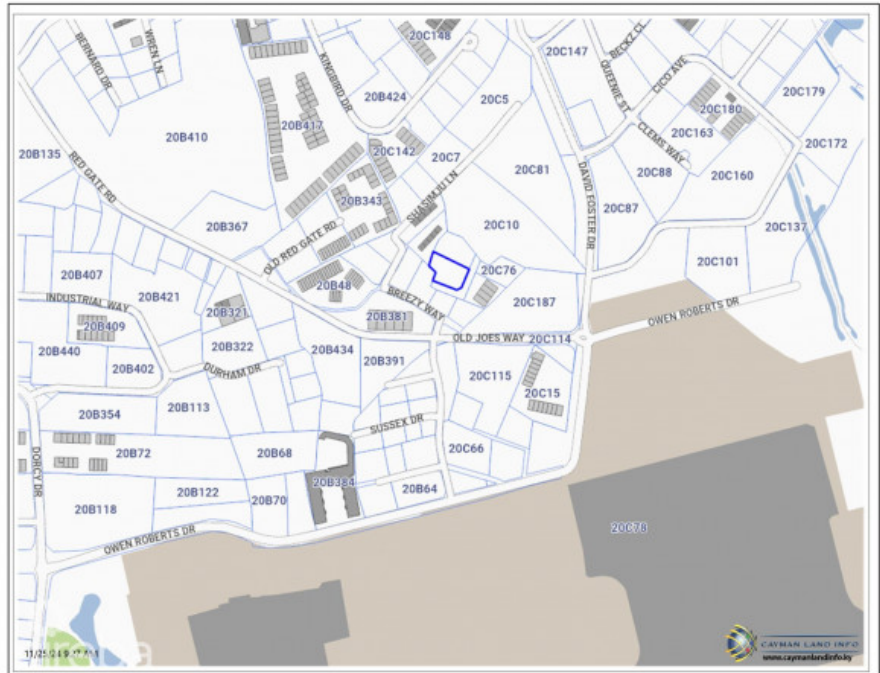 20C148
20C147
BECKZ CL
BERNARD DR
WREN LN
KINGBIRD DR
QUEENIE ST
CICO AVE
20B424
20C5
20C180
20C179
20B410
20B417
20C163
CLEMS WAY
20C142
20C172
20B135
RED GATE RD
20C7
20C81
20C88
20C160
20B343
SHASIMJU LN
DAVID FOSTER DR
20B367
OLD RED GATE RD
20C10
20C87
20C137
20B407
20C76
20C101
INDUSTRIAL WAY
20B421
20B48
BREEZY WAY
20C187
20B321
OWEN ROBERTS DR
20B409
20B381
20B440
20B322
20B434
OLD JOES WAY
20C114
20B402
DURHAM DR
20B391
20C115
20C15
20B354
20B113
SUSSEX DR
DORCY DR
20B72
20B68
20C66
20B384
20B118
20B122
20B70
20B64
OWEN ROBERTS DR
20C78
CAYMAN LAND INFO
www.caymanlandinfo.ky